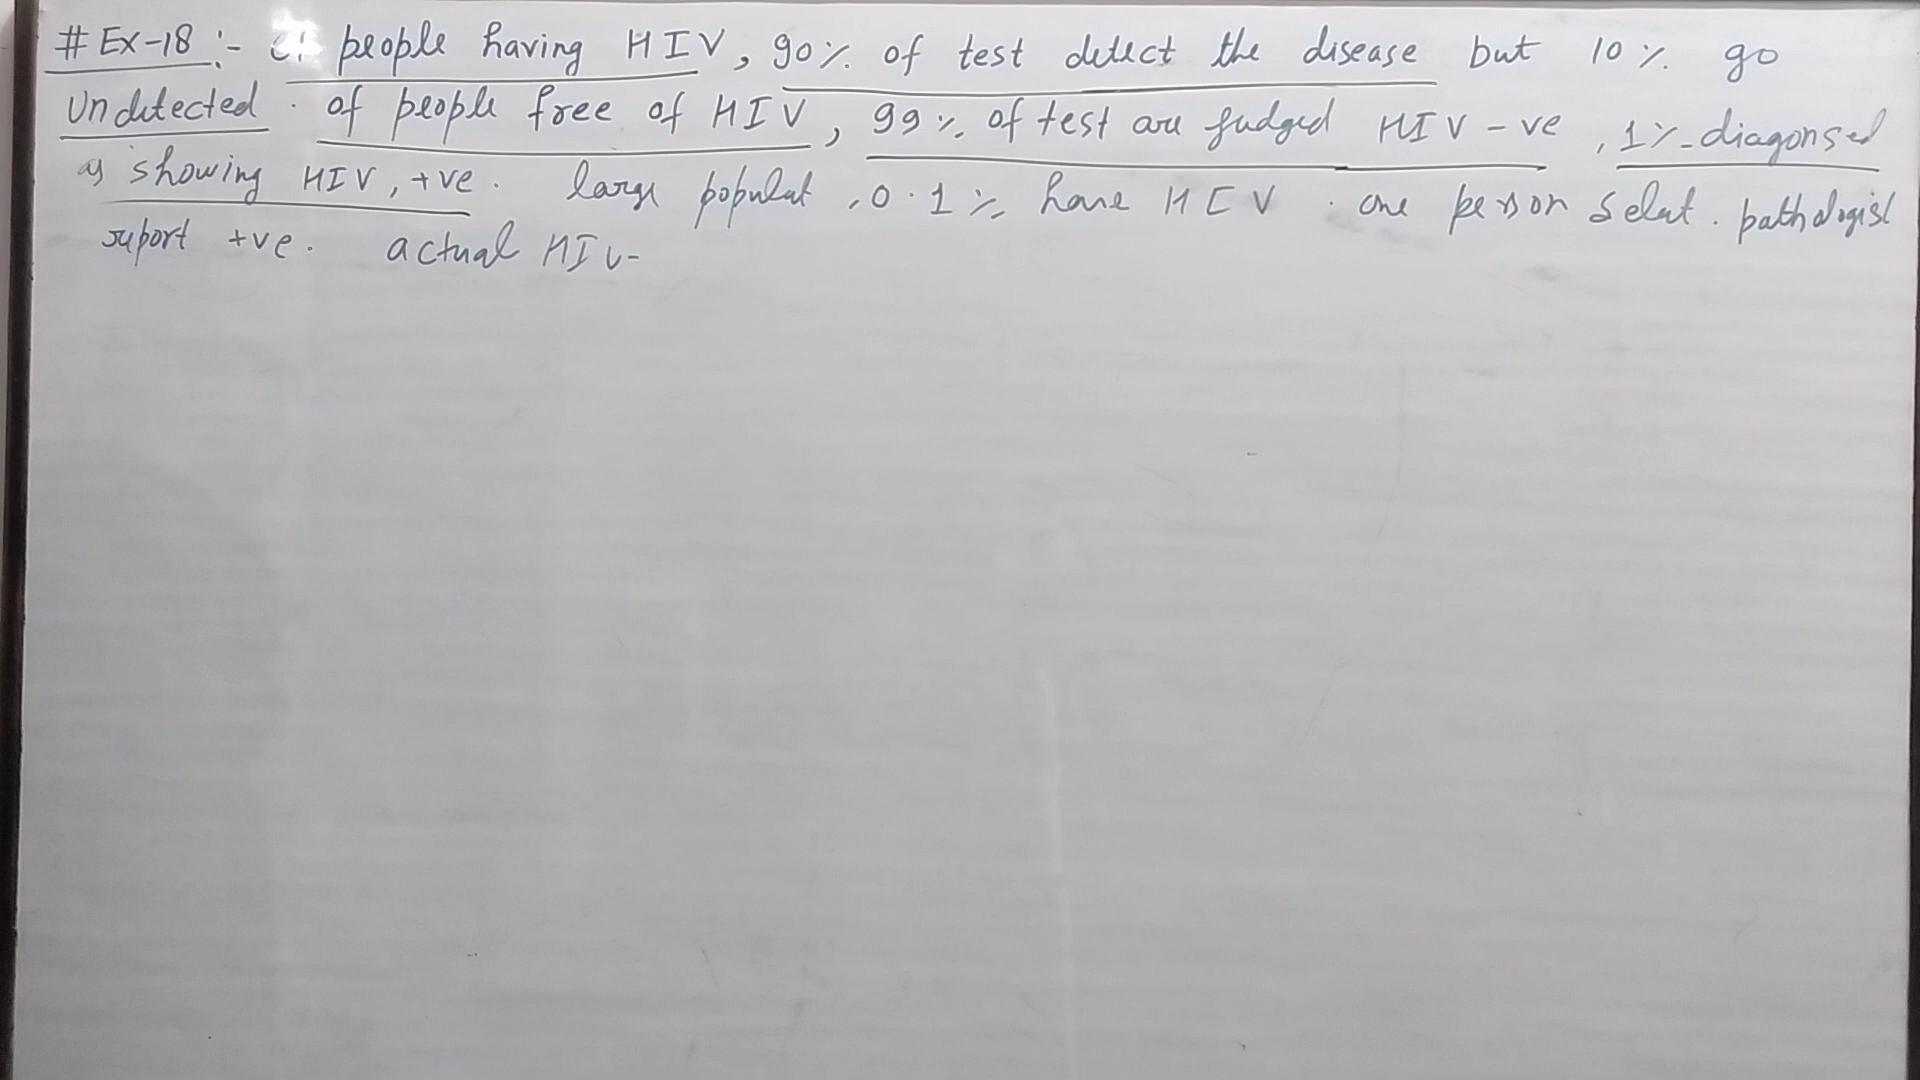 #Ex-18 :- of people having HIV, 90% of test detect the disease but 10% go
Undetected . of people free of HIV, 99% of test are judged HIV -ve , 1% diagonsed
as showing HIV, +ve . large populat , 0.1% have HIV . one person selut . pathologist
report +ve . actual HIV-